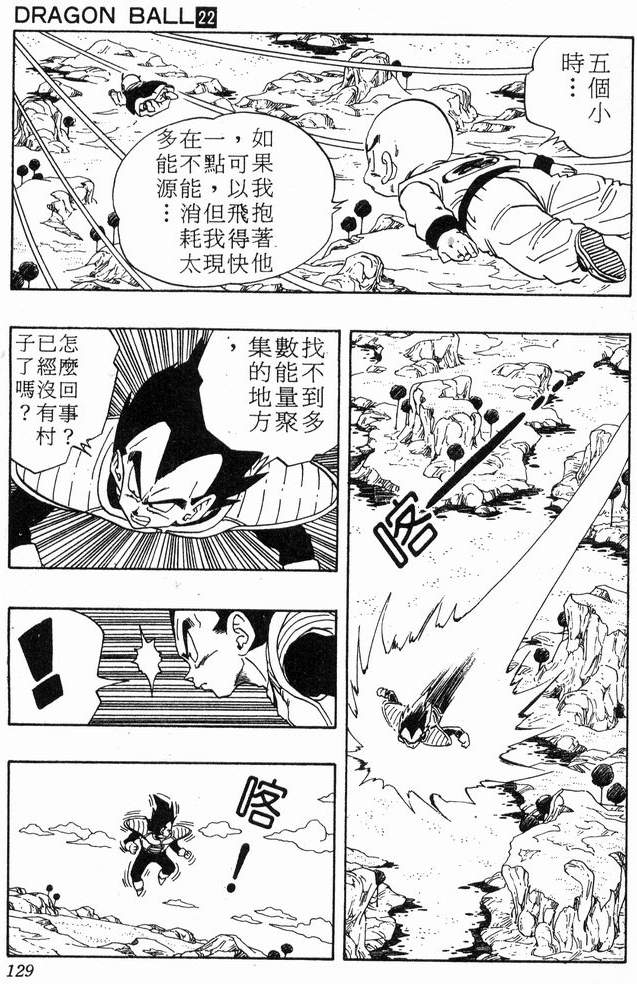 DRAGON BALL 22
五個小
時…
如果我抱著他
，可以飛得快
一點，但我現
在不能消耗太
多能源…
喀——…
找不到多
數能量聚
集的地方
，
怎麼回事？
已經沒有村
子了嗎？
！
喀！
129